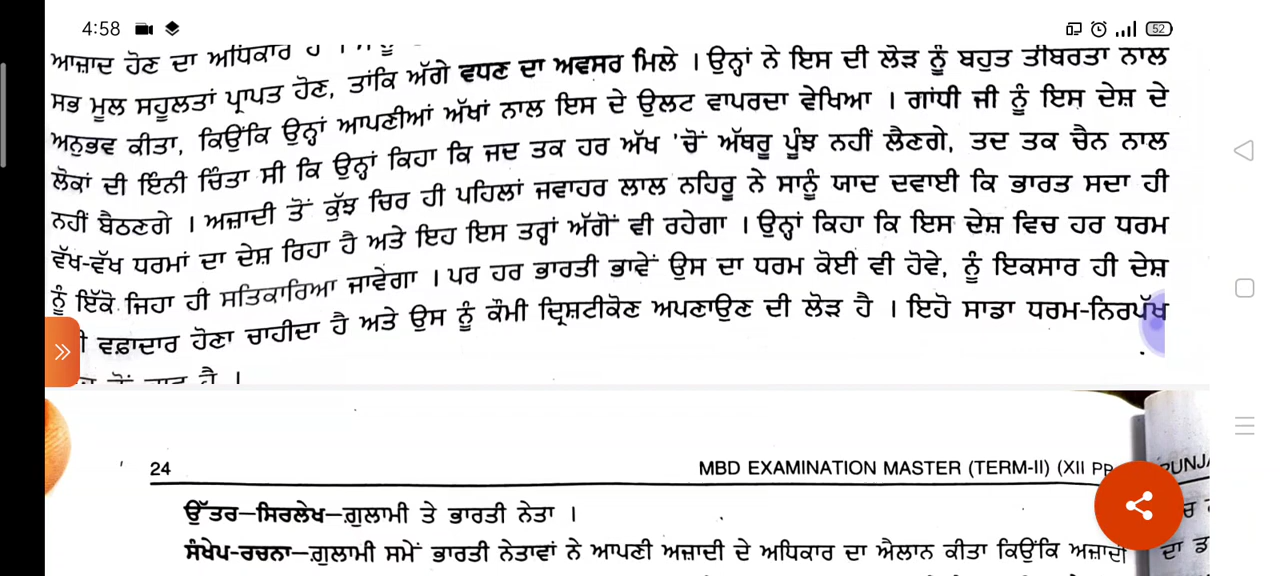 4:58
52
ਆਜ਼ਾਦ ਹੋਣ ਦਾ ਅਧਿਕਾਰ ਹੈ ।
ਸਭ ਮੂਲ ਸਹੂਲਤਾਂ ਪ੍ਰਾਪਤ ਹੋਣ, ਤਾਂਕਿ ਅੱਗੇ ਵਧਣ ਦਾ ਅਵਸਰ ਮਿਲੇ । ਉਨ੍ਹਾਂ ਨੇ ਇਸ ਦੀ ਲੋੜ ਨੂੰ ਬਹੁਤ ਤੀਬਰਤਾ ਨਾਲ
ਅਨੁਭਵ ਕੀਤਾ, ਕਿਉਂਕਿ ਉਨ੍ਹਾਂ ਆਪਣੀਆਂ ਅੱਖਾਂ ਨਾਲ ਇਸ ਦੇ ਉਲਟ ਵਾਪਰਦਾ ਵੇਖਿਆ । ਗਾਂਧੀ ਜੀ ਨੂੰ ਇਸ ਦੇਸ਼ ਦੇ
ਲੋਕਾਂ ਦੀ ਇੰਨੀ ਚਿੰਤਾ ਸੀ ਕਿ ਉਨ੍ਹਾਂ ਕਿਹਾ ਕਿ ਜਦ ਤਕ ਹਰ ਅੱਖ 'ਚੋਂ ਅੱਥਰੂ ਪੂੰਝ ਨਹੀਂ ਲੈਣਗੇ, ਤਦ ਤਕ ਚੈਨ ਨਾਲ
ਨਹੀਂ ਬੈਠਣਗੇ । ਅਜ਼ਾਦੀ ਤੋਂ ਕੁੱਝ ਚਿਰ ਹੀ ਪਹਿਲਾਂ ਜਵਾਹਰ ਲਾਲ ਨਹਿਰੂ ਨੇ ਸਾਨੂੰ ਯਾਦ ਦਵਾਈ ਕਿ ਭਾਰਤ ਸਦਾ ਹੀ
ਵੱਖ-ਵੱਖ ਧਰਮਾਂ ਦਾ ਦੇਸ਼ ਰਿਹਾ ਹੈ ਅਤੇ ਇਹ ਇਸ ਤਰ੍ਹਾਂ ਅੱਗੋਂ ਵੀ ਰਹੇਗਾ । ਉਨ੍ਹਾਂ ਕਿਹਾ ਕਿ ਇਸ ਦੇਸ਼ ਵਿਚ ਹਰ ਧਰਮ
ਨੂੰ ਇੱਕੋ ਜਿਹਾ ਹੀ ਸਤਿਕਾਰਿਆ ਜਾਵੇਗਾ । ਪਰ ਹਰ ਭਾਰਤੀ ਭਾਵੇਂ ਉਸ ਦਾ ਧਰਮ ਕੋਈ ਵੀ ਹੋਵੇ, ਨੂੰ ਇਕਸਾਰ ਹੀ ਦੇਸ਼
ਵਫ਼ਾਦਾਰ ਹੋਣਾ ਚਾਹੀਦਾ ਹੈ ਅਤੇ ਉਸ ਨੂੰ ਕੌਮੀ ਦ੍ਰਿਸ਼ਟੀਕੋਣ ਅਪਣਾਉਣ ਦੀ ਲੋੜ ਹੈ । ਇਹੋ ਸਾਡਾ ਧਰਮ-ਨਿਰਪੱਖ
ਹੈ ।
24 MBD EXAMINATION MASTER (TERM-II) (XII
ਉੱਤਰ—ਸਿਰਲੇਖ—ਗੁਲਾਮੀ ਤੇ ਭਾਰਤੀ ਨੇਤਾ ।
ਸੰਖੇਪ-ਰਚਨਾ—ਗੁਲਾਮੀ ਸਮੇਂ ਭਾਰਤੀ ਨੇਤਾਵਾਂ ਨੇ ਆਪਣੀ ਅਜ਼ਾਦੀ ਦੇ ਅਧਿਕਾਰ ਦਾ ਐਲਾਨ ਕੀਤਾ ਕਿਉਂਕਿ ਅਜ਼ਾਦੀ